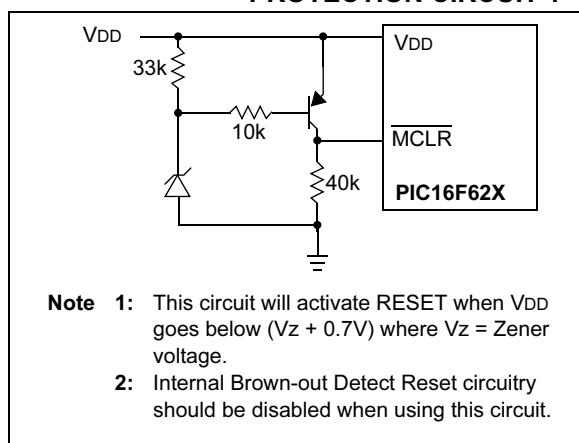 PROTECTION CIRCUIT 1
VDD
VDD
33k
10k
MCLR
40k
PIC16F62X
Note 1: This circuit will activate RESET when VDD
goes below (Vz + 0.7V) where Vz = Zener
voltage.
2: Internal Brown-out Detect Reset circuitry
should be disabled when using this circuit.